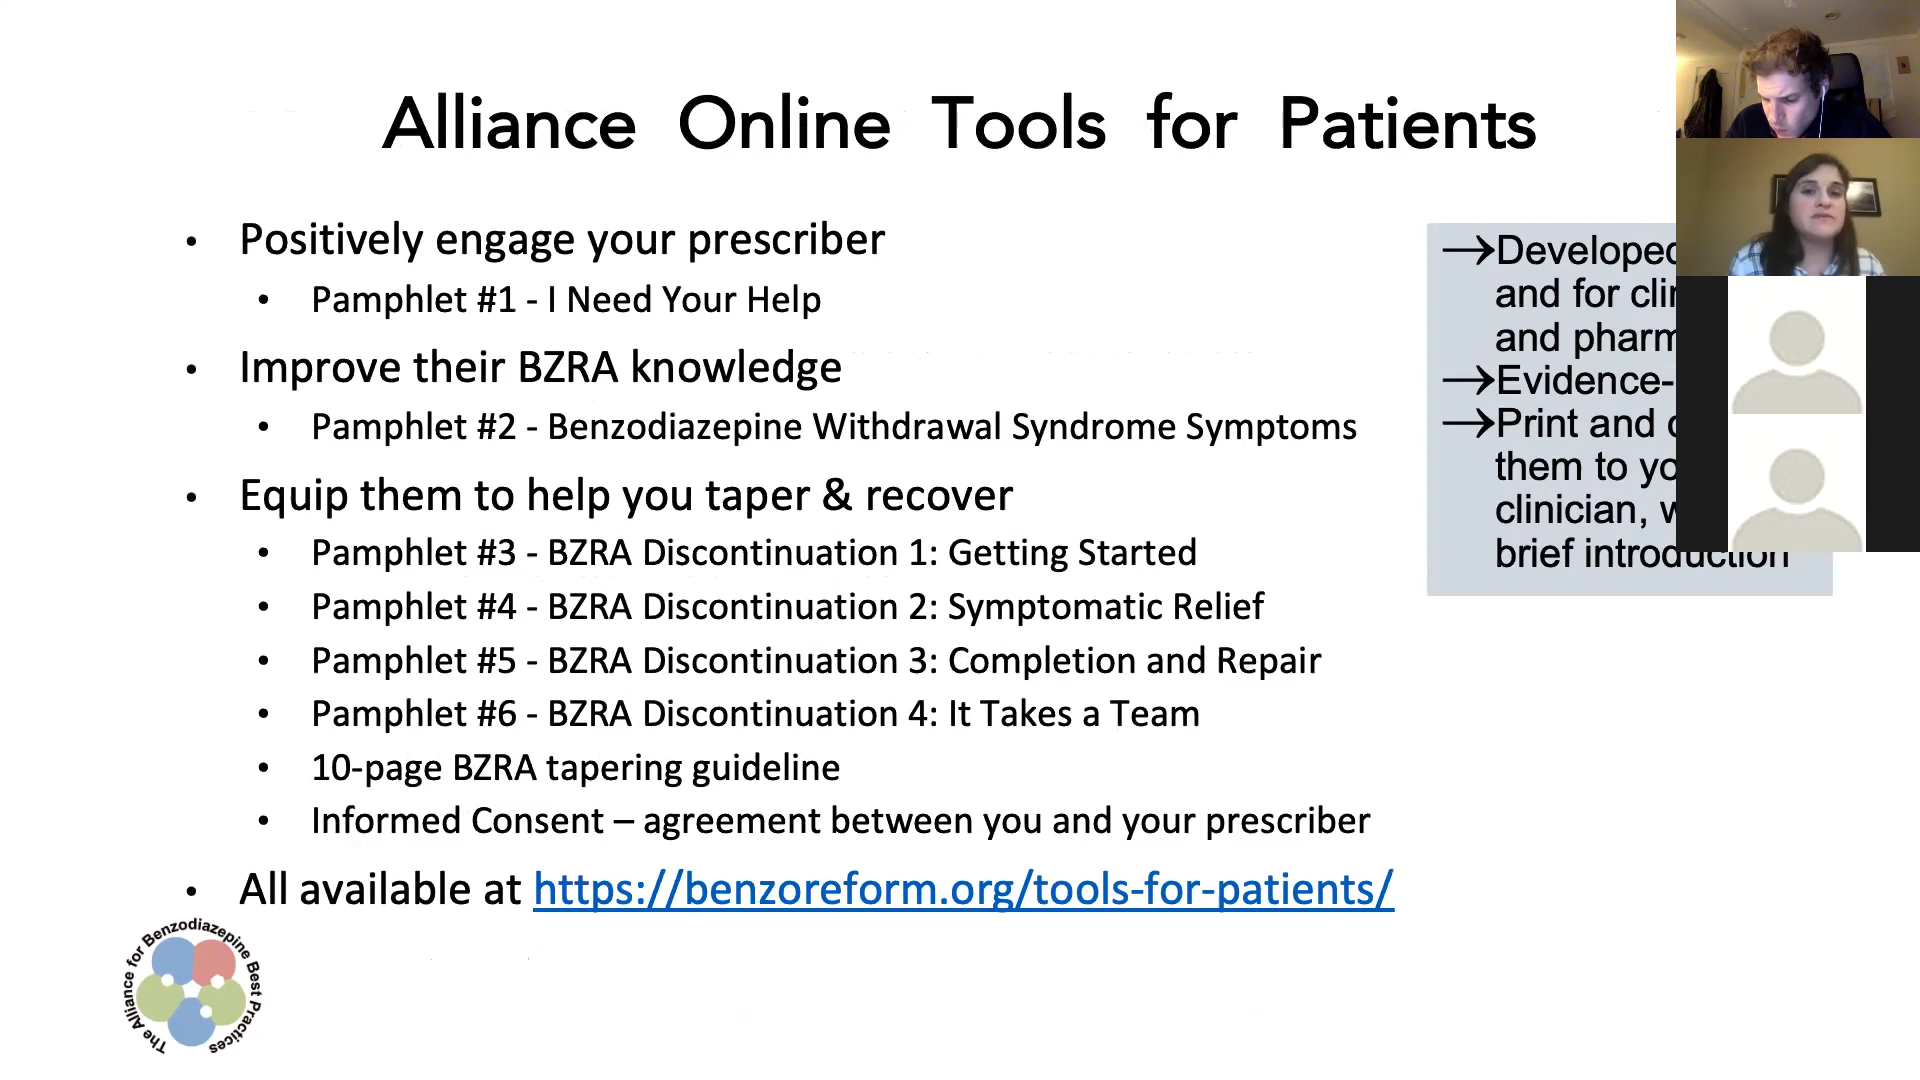 Alliance Online Tools for Patients
• Positively engage your prescriber
• Pamphlet #1 - I Need Your Help
• Improve their BZRA knowledge
• Pamphlet #2 - Benzodiazepine Withdrawal Syndrome Symptoms
• Equip them to help you taper & recover
• Pamphlet #3 - BZRA Discontinuation 1: Getting Started
• Pamphlet #4 - BZRA Discontinuation 2: Symptomatic Relief
• Pamphlet #5 - BZRA Discontinuation 3: Completion and Repair
• Pamphlet #6 - BZRA Discontinuation 4: It Takes a Team
• 10-page BZRA tapering guideline
• Informed Consent – agreement between you and your prescriber
• All available at https://benzoreform.org/tools-for-patients/
→Developed
and for
and
→Evidence-
→Print and
them to
clinician,
brief introduction
The Alliance for Benzodiazepine Best Practices